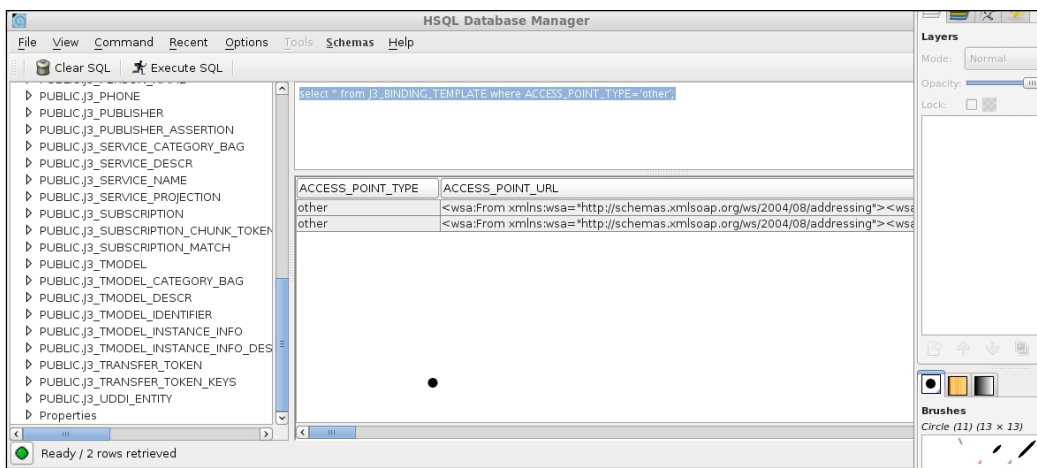 HSQL Database Manager
File View Command Recent Options Tools Schemas Help
Clear SQL Execute SQL
PUBLIC.J3_PHONE
PUBLIC.J3_PUBLISHER
PUBLIC.J3_PUBLISHER_ASSERTION
PUBLIC.J3_SERVICE_CATEGORY_BAG
PUBLIC.J3_SERVICE_DESCR
PUBLIC.J3_SERVICE_NAME
PUBLIC.J3_SERVICE_PROJECTION
PUBLIC.J3_SUBSCRIPTION
PUBLIC.J3_SUBSCRIPTION_CHUNK_TOKEN
PUBLIC.J3_SUBSCRIPTION_MATCH
PUBLIC.J3_TMODEL
PUBLIC.J3_TMODEL_CATEGORY_BAG
PUBLIC.J3_TMODEL_DESCR
PUBLIC.J3_TMODEL_IDENTIFIER
PUBLIC.J3_TMODEL_INSTANCE_INFO
PUBLIC.J3_TMODEL_INSTANCE_INFO_DES
PUBLIC.J3_TRANSFER_TOKEN
PUBLIC.J3_TRANSFER_TOKEN_KEYS
PUBLIC.J3_UDDI_ENTITY
Properties
select * from J3_BINDING_TEMPLATE where ACCESS_POINT_TYPE='other';
ACCESS_POINT_TYPE ACCESS_POINT_URL
other <wsa:From xmlns:wsa="http://schemas.xmlsoap.org/ws/2004/08/addressing"><wsa
other <wsa:From xmlns:wsa="http://schemas.xmlsoap.org/ws/2004/08/addressing"><wsa
Ready / 2 rows retrieved
Layers
Mode: Normal
Opacity:
Lock:
Brushes
Circle (11) (13 × 13)